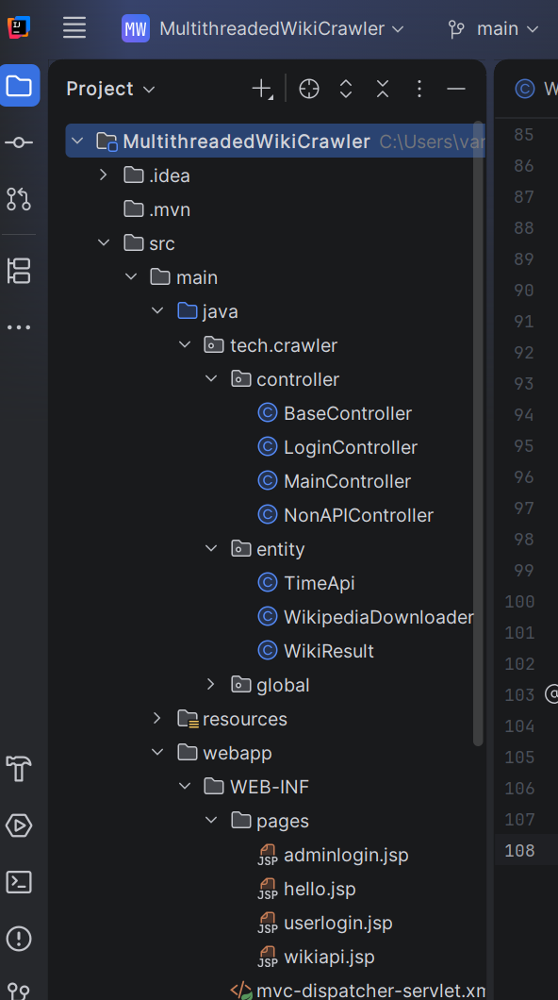 MW MultithreadedWikiCrawler main
Project
MultithreadedWikiCrawler C:\Users\var
.idea
.mvn
src
main
java
tech.crawler
controller
BaseController
LoginController
MainController
NonAPIController
entity
TimeApi
WikipediaDownloader
WikiResult
global
resources
webapp
WEB-INF
pages
JSP adminlogin.jsp
JSP hello.jsp
JSP userlogin.jsp
JSP wikiapi.jsp
mvc-dispatcher-servlet.xm
W
85
86
87
88
89
90
91
92
93
94
95
96
97
98
99
100
101
102
103 @
104
105
106
107
108